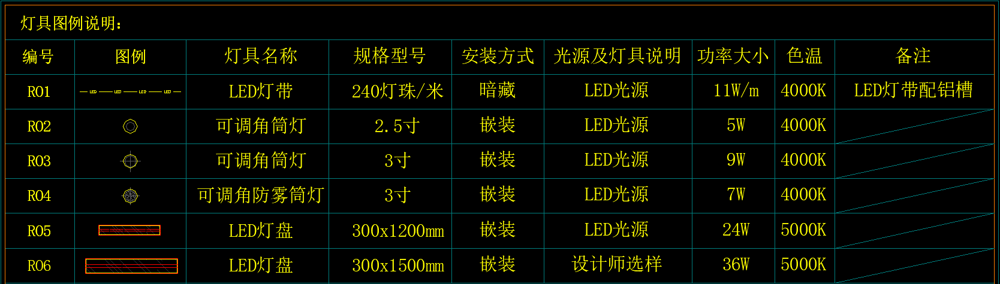 灯具图例说明：
编号 图例 灯具名称 规格型号 安装方式 光源及灯具说明 功率大小 色温 备注
R01 LED LED LED LED LED灯带 240灯珠/米 暗藏 LED光源 11W/m 4000K LED灯带配铝槽
R02 可调角筒灯 2.5寸 嵌装 LED光源 5W 4000K
R03 可调角筒灯 3寸 嵌装 LED光源 9W 4000K
R04 可调角防雾筒灯 3寸 嵌装 LED光源 7W 4000K
R05 LED灯盘 300x1200mm 嵌装 LED光源 24W 5000K
R06 LED灯盘 300x1500mm 嵌装 设计师选样 36W 5000K